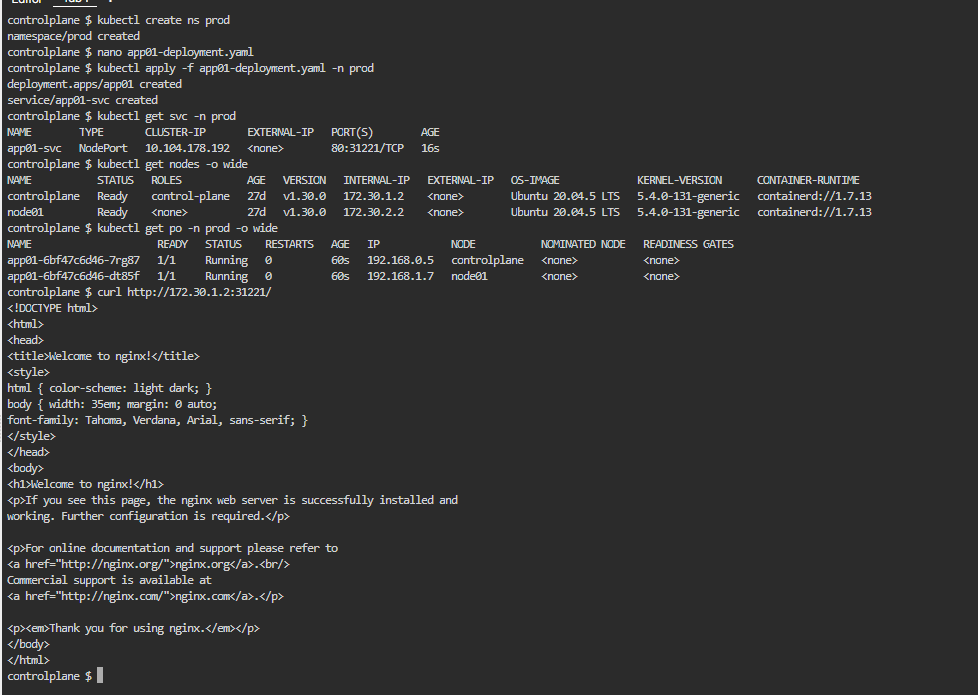 Editor Tab 1 +
controlplane $ kubectl create ns prod
namespace/prod created
controlplane $ nano app01-deployment.yaml
controlplane $ kubectl apply -f app01-deployment.yaml -n prod
deployment.apps/app01 created
service/app01-svc created
controlplane $ kubectl get svc -n prod
NAME TYPE CLUSTER-IP EXTERNAL-IP PORT(S) AGE
app01-svc NodePort 10.104.178.192 <none> 80:31221/TCP 16s
controlplane $ kubectl get nodes -o wide
NAME STATUS ROLES AGE VERSION INTERNAL-IP EXTERNAL-IP OS-IMAGE KERNEL-VERSION CONTAINER-RUNTIME
controlplane Ready control-plane 27d v1.30.0 172.30.1.2 <none> Ubuntu 20.04.5 LTS 5.4.0-131-generic containerd://1.7.13
node01 Ready <none> 27d v1.30.0 172.30.2.2 <none> Ubuntu 20.04.5 LTS 5.4.0-131-generic containerd://1.7.13
controlplane $ kubectl get po -n prod -o wide
NAME READY STATUS RESTARTS AGE IP NODE NOMINATED NODE READINESS GATES
app01-6bf47c6d46-7rg87 1/1 Running 0 60s 192.168.0.5 controlplane <none> <none>
app01-6bf47c6d46-dt85f 1/1 Running 0 60s 192.168.1.7 node01 <none> <none>
controlplane $ curl http://172.30.1.2:31221/
<!DOCTYPE html>
<html>
<head>
<title>Welcome to nginx!</title>
<style>
html { color-scheme: light dark; }
body { width: 35em; margin: 0 auto;
font-family: Tahoma, Verdana, Arial, sans-serif; }
</style>
</head>
<body>
<h1>Welcome to nginx!</h1>
<p>If you see this page, the nginx web server is successfully installed and
working. Further configuration is required.</p>
<p>For online documentation and support please refer to
<a href="http://nginx.org/">nginx.org</a>.<br/>
Commercial support is available at
<a href="http://nginx.com/">nginx.com</a>.</p>
<p><em>Thank you for using nginx.</em></p>
</body>
</html>
controlplane $